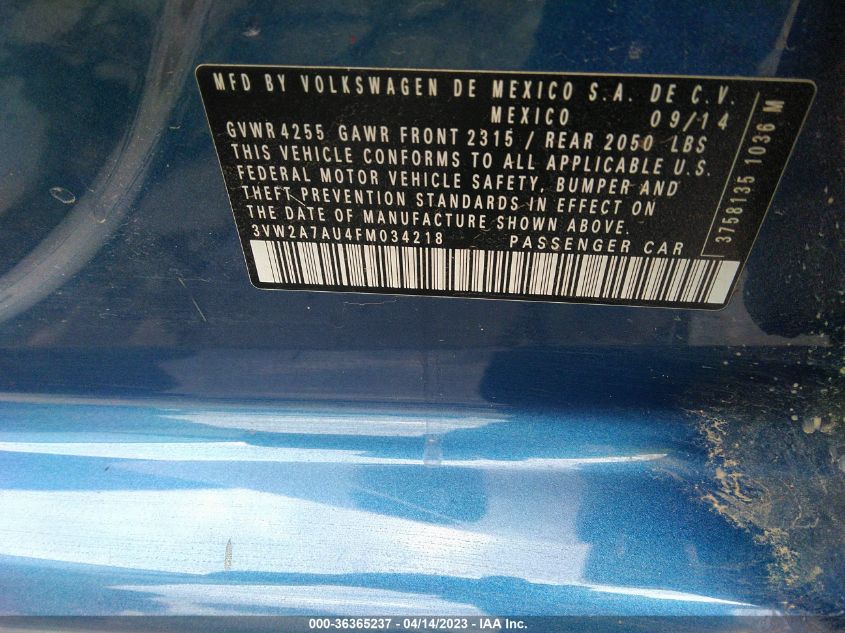 MFD BY VOLKSWAGEN DE MEXICO S.A. DE C.V.
MEXICO 09/14
GVWR 4255 GAWR FRONT 2315 / REAR 2050 LBS
THIS VEHICLE CONFORMS TO ALL APPLICABLE U.S.
FEDERAL MOTOR VEHICLE SAFETY, BUMPER AND
THEFT PREVENTION STANDARDS IN EFFECT ON
THE DATE OF MANUFACTURE SHOWN ABOVE.
3VW2A7AU4FM034218 PASSENGER CAR
3758135 1036 M
000-36365237 - 04/14/2023 - IAA Inc.